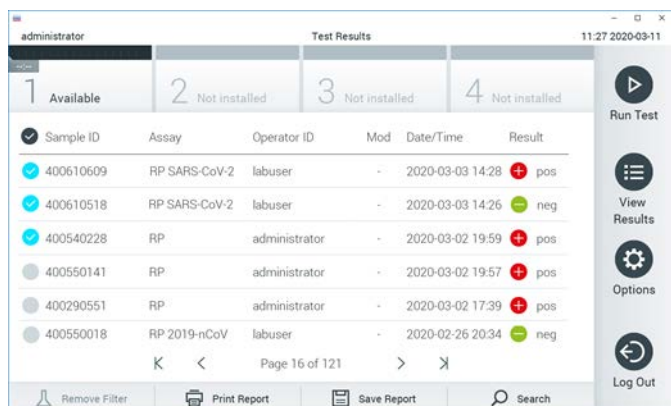 administrator Test Results 11:27 2020-03-11
--:--
1 Available 2 Not installed 3 Not installed 4 Not installed
Run Test
Sample ID Assay Operator ID Mod Date/Time Result
400610609 RP SARS-CoV-2 labuser - 2020-03-03 14:28 pos
400610518 RP SARS-CoV-2 labuser - 2020-03-03 14:26 neg
View
Results
400540228 RP administrator - 2020-03-02 19:59 pos
400550141 RP administrator - 2020-03-02 19:57 pos
Options
400290551 RP administrator - 2020-03-02 17:39 pos
400550018 RP 2019-nCoV labuser - 2020-02-26 20:34 neg
Page 16 of 121
Log Out
Remove Filter Print Report Save Report Search